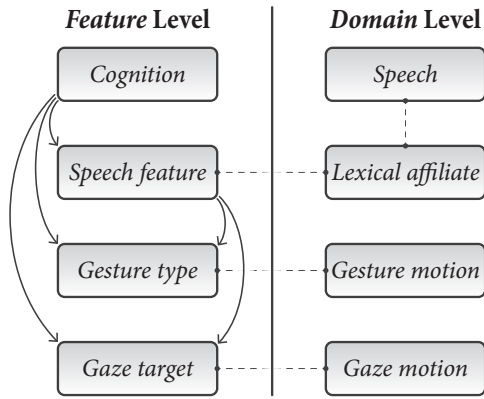 Feature Level
Domain Level
Cognition
Speech
Speech feature
Lexical affiliate
Gesture type
Gesture motion
Gaze target
Gaze motion